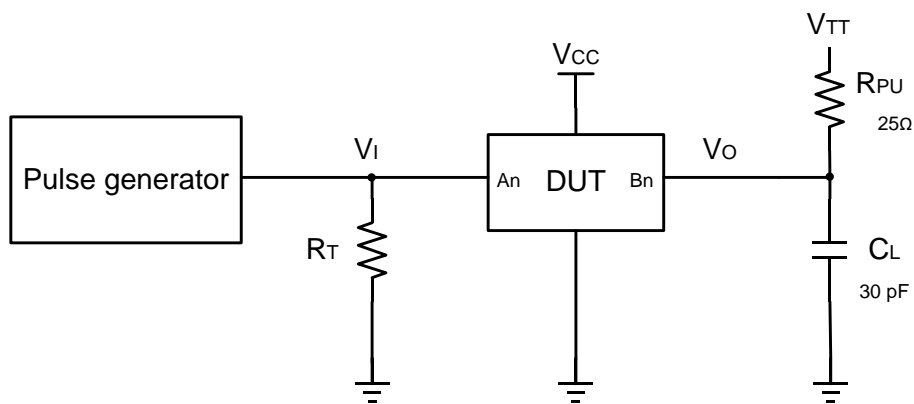 VTT
VCC
RPU
25Ω
VI
VO
Pulse generator
An
DUT
Bn
RT
CL
30 pF